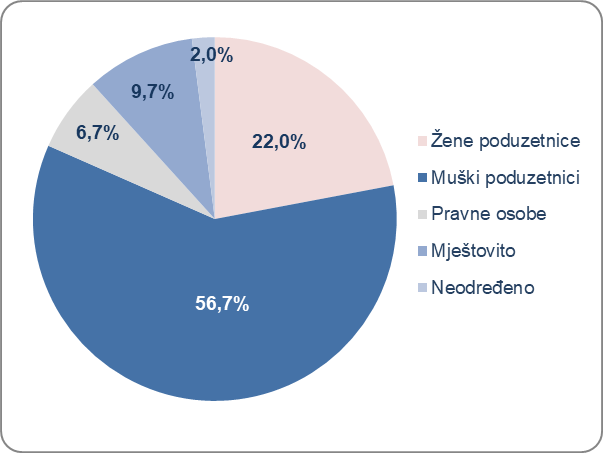 2,0%
9,7%
6,7%
22,0%
56,7%
Žene poduzetnice
Muški poduzetnici
Pravne osobe
Mještovito
Neodređeno